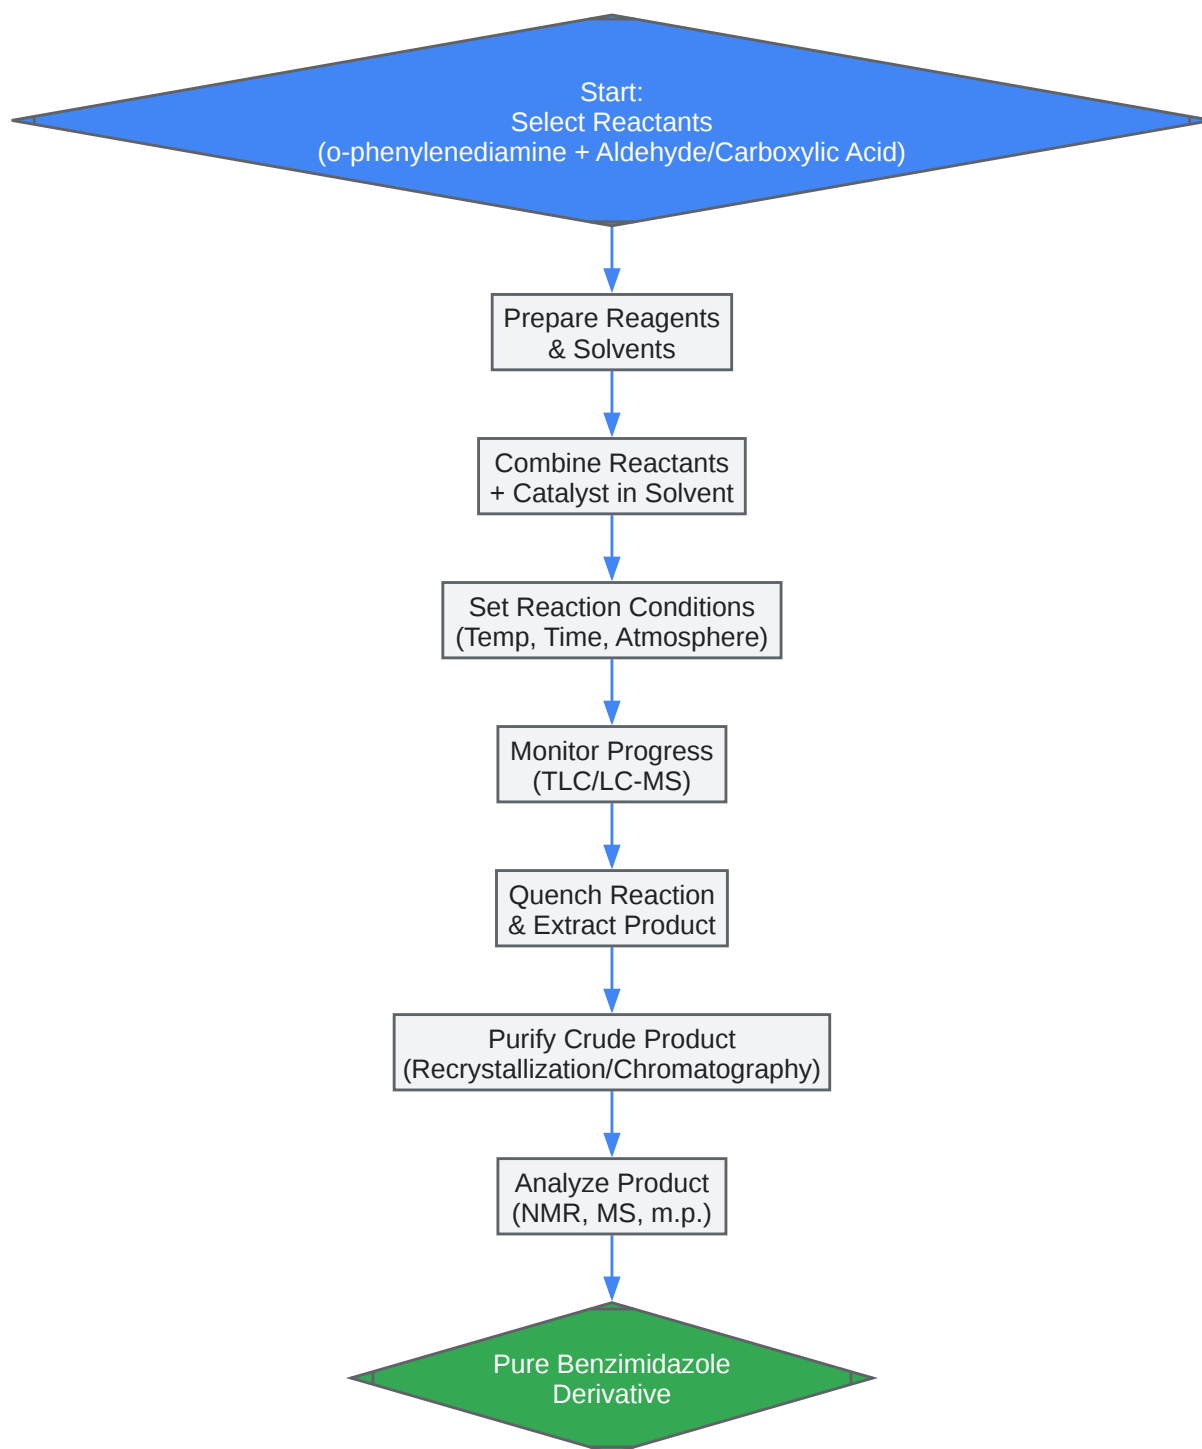 Start:
Select Reactants
(o-phenylenediamine + Aldehyde/Carboxylic Acid)
Prepare Reagents
& Solvents
Combine Reactants
+ Catalyst in Solvent
Set Reaction Conditions
(Temp, Time, Atmosphere)
Monitor Progress
(TLC/LC-MS)
Quench Reaction
& Extract Product
Purify Crude Product
(Recrystallization/Chromatography)
Analyze Product
(NMR, MS, m.p.)
Pure Benzimidazole
Derivative